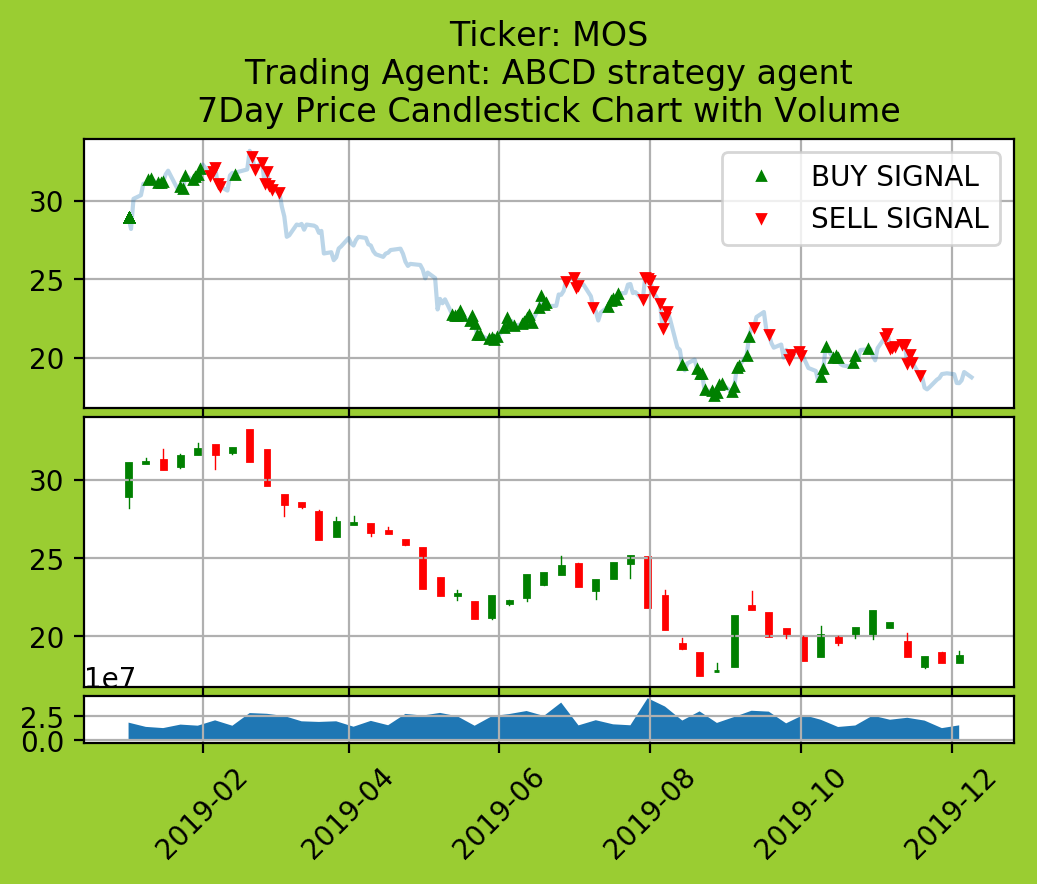 Ticker: MOS
Trading Agent: ABCD strategy agent
7Day Price Candlestick Chart with Volume
BUY SIGNAL
SELL SIGNAL
30
25
20
30
25
20
1e7
2.5
0.0
2019-02
2019-04
2019-06
2019-08
2019-10
2019-12